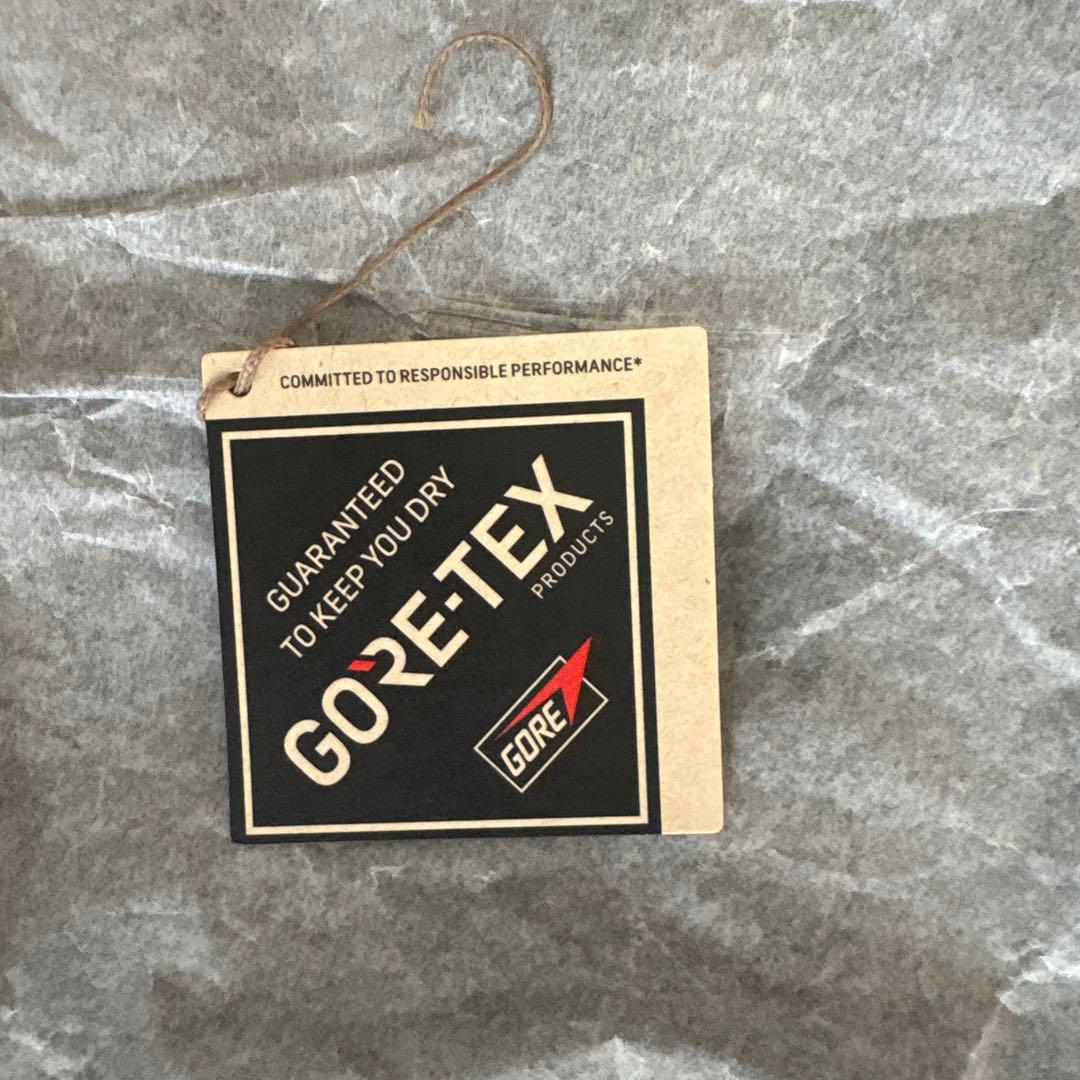 COMMITTED TO RESPONSIBLE PERFORMANCE*
GUARANTEED
TO KEEP YOU DRY
GORE-TEX
PRODUCTS
GORE